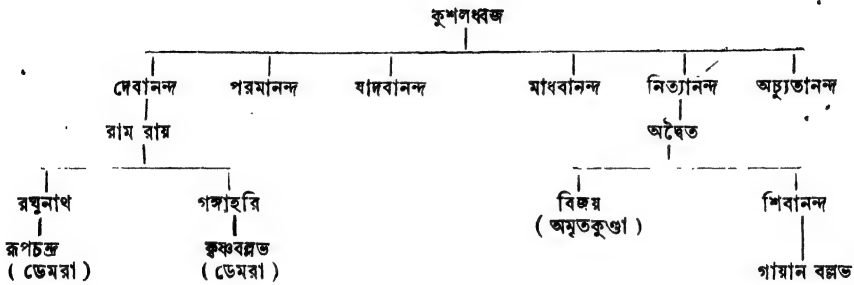 কুশলধ্বজ
দেবানন্দ পরমানন্দ যাদবানন্দ মাধবানন্দ নিত্যানন্দ অচ্যুতানন্দ
রাম রায় অদ্বৈত
রঘুনাথ গঙ্গাহরি বিজয় শিবানন্দ
( অমৃতকুণ্ডা )
রূপচন্দ্র কৃষ্ণবল্লভ
( ডেমরা ) ( ডেমরা ) গায়ান বল্লভ